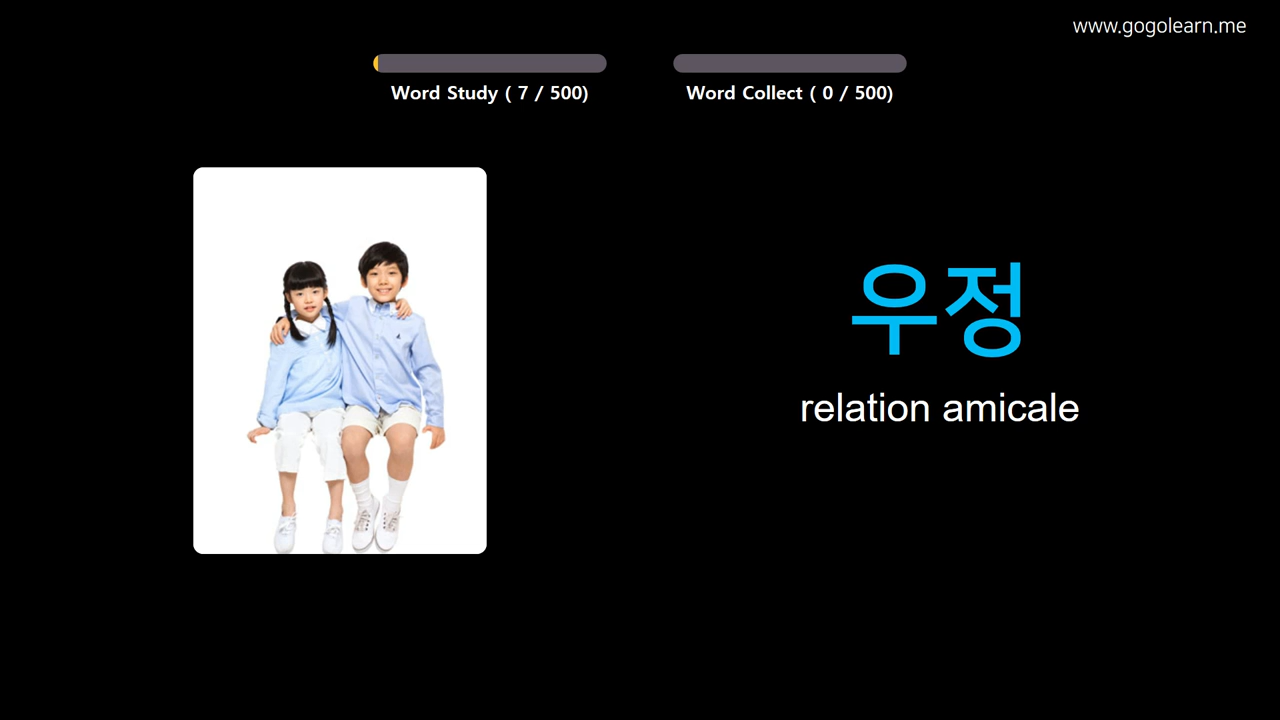 www.gogolearn.me
Word Study ( 7 / 500)
Word Collect ( 0 / 500)
우정
relation amicale